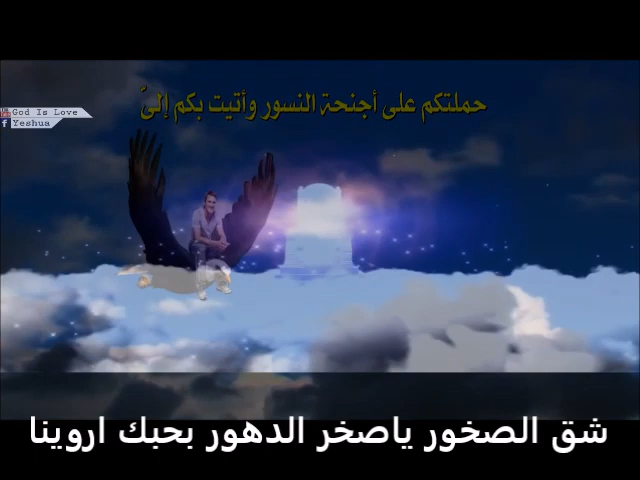 حملتكم على أجنحة النسور وأتيت بكم إليّ
God Is Love
Yeshua
شق الصخور ياصخر الدهور بحبك اروينا